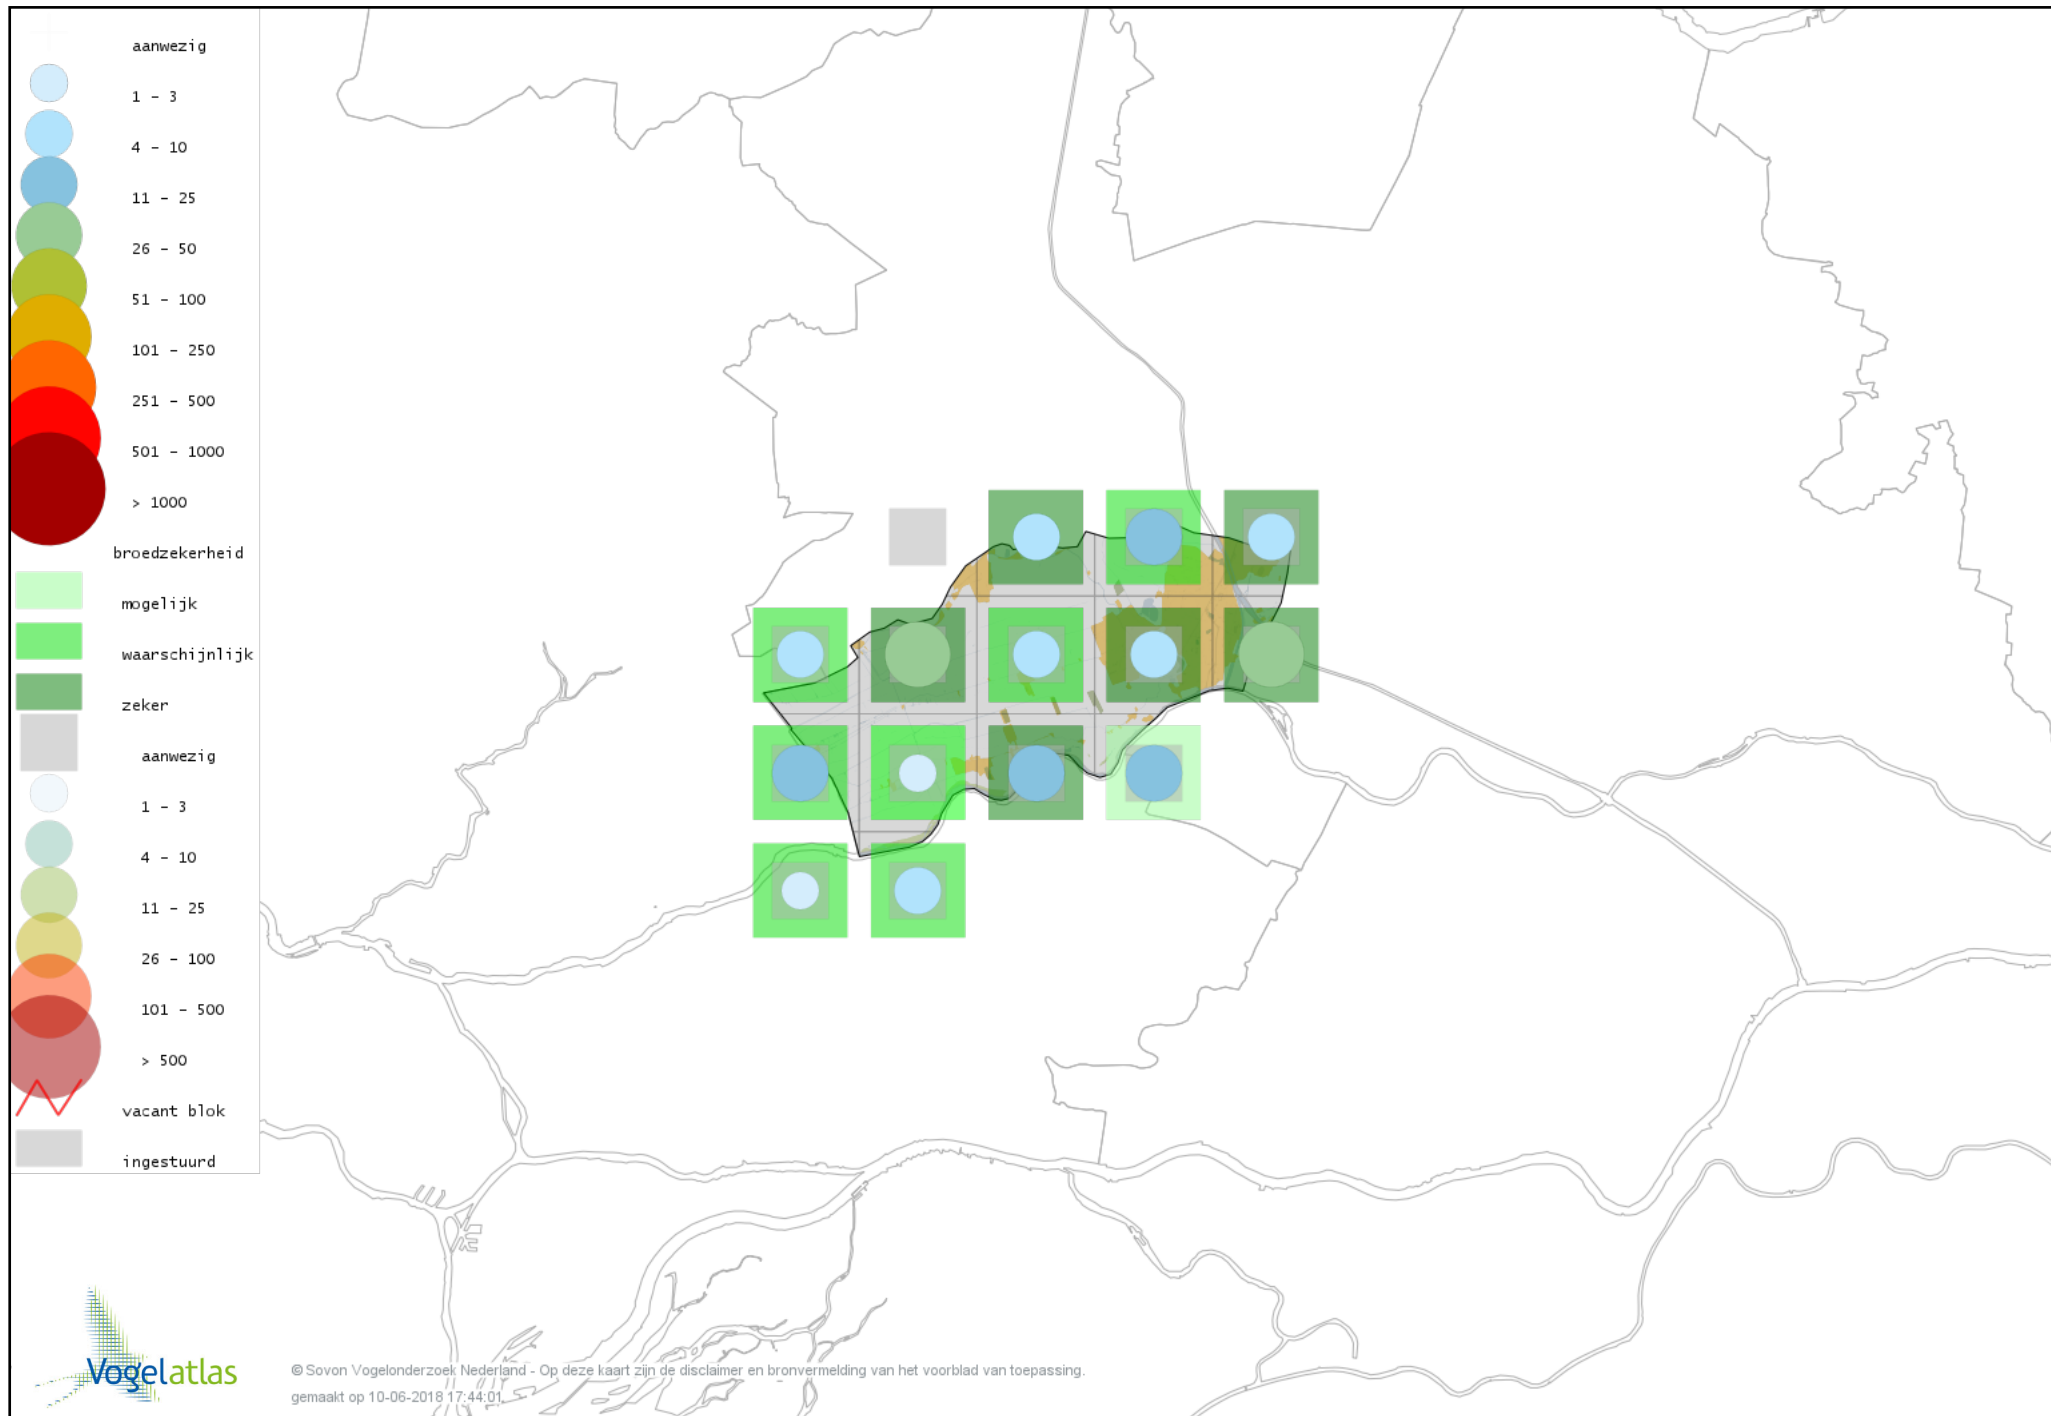 aanwezig
1 - 3
4 - 10
11 - 25
26 - 50
51 - 100
101 - 250
251 - 500
501 - 1000
> 1000
broedzekerheid
mogelijk
waarschijnlijk
zeker
aanwezig
1 - 3
4 - 10
11 - 25
26 - 100
101 - 500
> 500
vacant blok
ingestuurd
Vogelatlas
© Sovon Vogelonderzoek Nederland - Op deze kaart zijn de disclaimer en bronvermelding van het voorblad van toepassing.
gemaakt op 10-06-2018 17:44:01